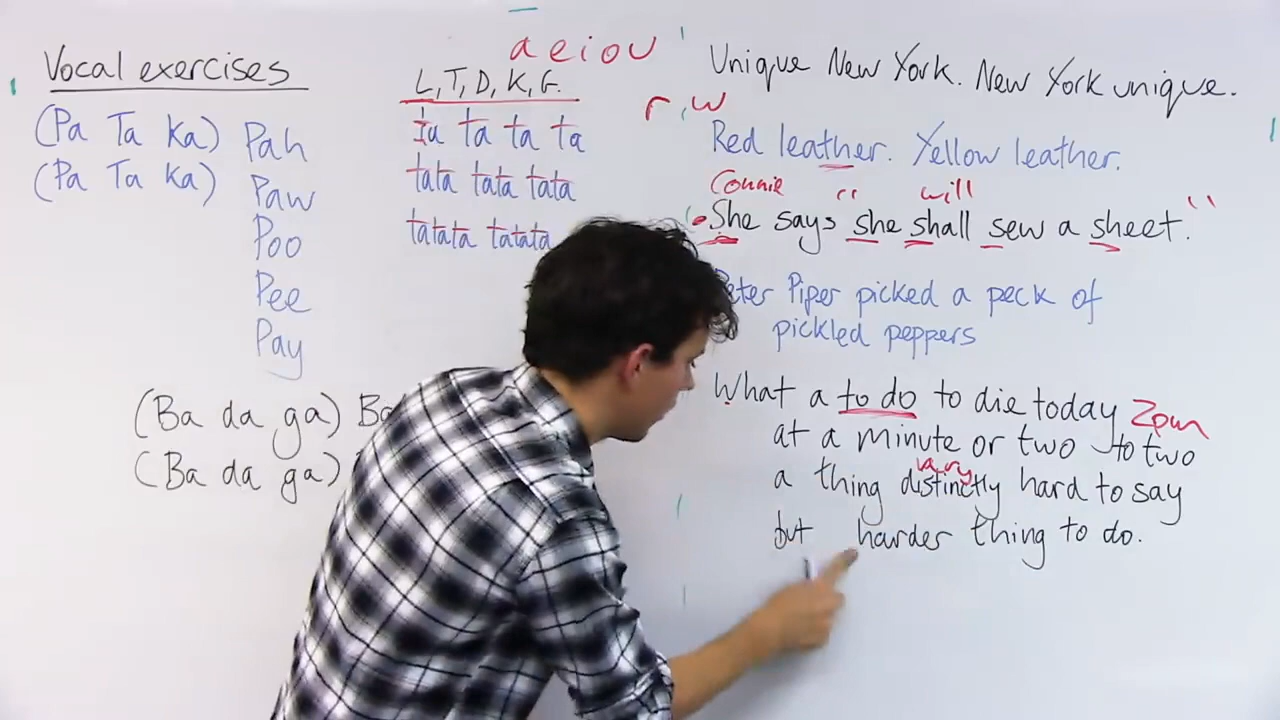 Vocal exercises
(Pa Ta Ka) Pah
(Pa Ta Ka) Paw
Poo
Pee
Pay
(Ba da ga) Ba
(Ba da ga)
a e i o u
L, T, D, K, G.
ta ta ta
tata tata tata
tatata tatata
r, w
Unique New York. New York unique.
Red leather. Yellow leather.
Connie " will
She says she shall sew a sheet."
Peter Piper picked a peck of
pickled peppers
What a to do to die today 2pm
at a minute or two to two
very
a thing distinctly hard to say
but harder thing to do.